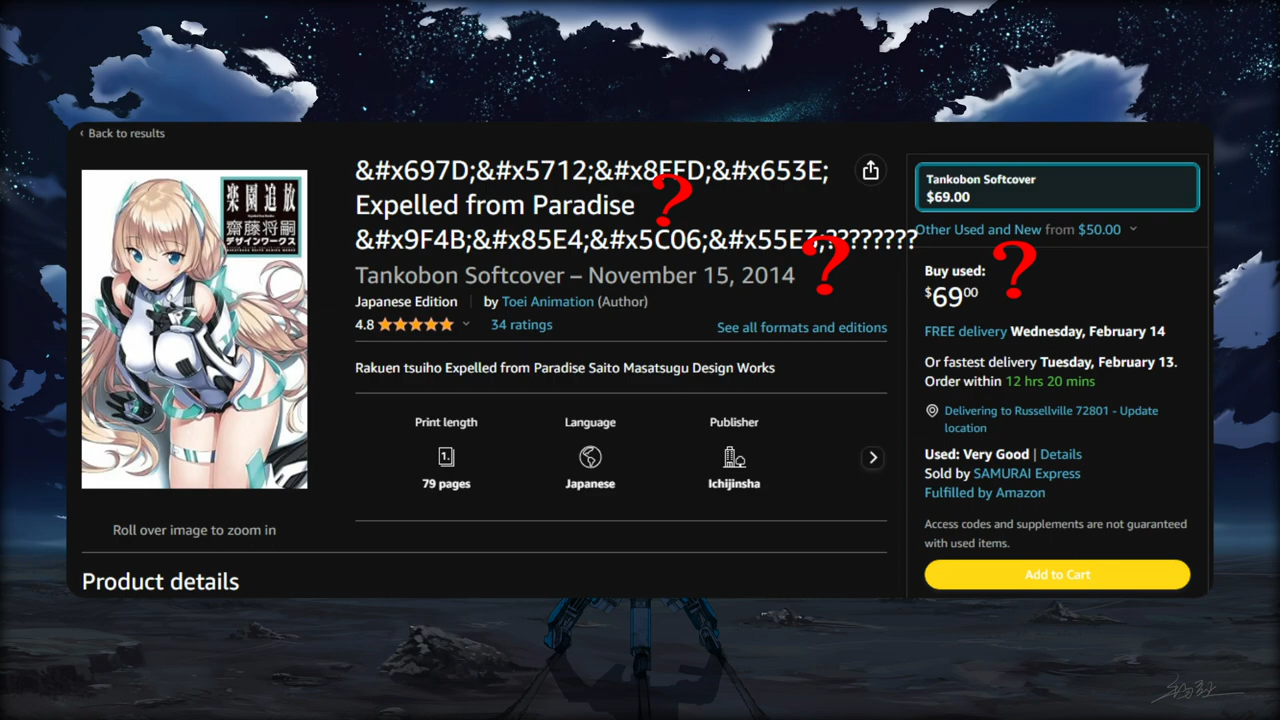 ‹ Back to results
楽園追放
齋藤将嗣
デザインワークス
&#x697D;&#x5712;&#x8FFD;&#x653E;
Expelled from Paradise ?
&#x9F4B;&#x85E4;&#x5C06;&#x55E3;????????
Tankobon Softcover – November 15, 2014 ?
Japanese Edition | by Toei Animation (Author)
4.8 34 ratings
See all formats and editions
Rakuen tsuiho Expelled from Paradise Saito Masatsugu Design Works
Print length Language Publisher
1.
79 pages Japanese Ichijinsha
Roll over image to zoom in
Product details
Tankobon Softcover
$69.00
Other Used and New from $50.00
Buy used:
$6900 ?
FREE delivery Wednesday, February 14
Or fastest delivery Tuesday, February 13.
Order within 12 hrs 20 mins
Delivering to Russellville 72801 - Update
location
Used: Very Good | Details
Sold by SAMURAI Express
Fulfilled by Amazon
Access codes and supplements are not guaranteed
with used items.
Add to Cart